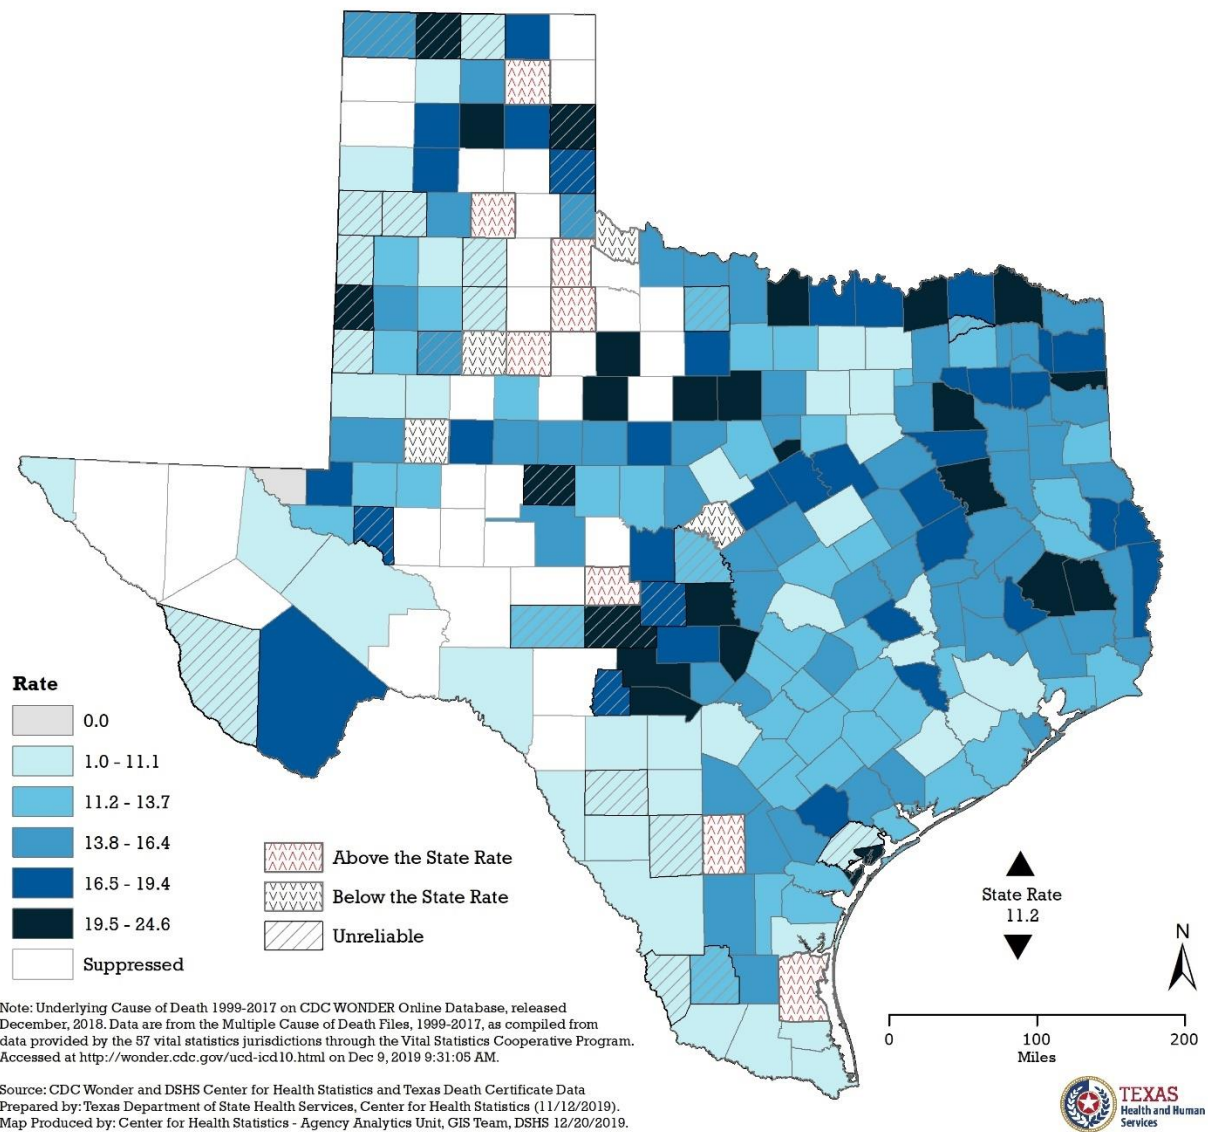 Rate
0.0
1.0 - 11.1
11.2 - 13.7
13.8 - 16.4
16.5 - 19.4
19.5 - 24.6
Suppressed
Above the State Rate
Below the State Rate
Unreliable
State Rate
11.2
N
0 100 200
Miles
Note: Underlying Cause of Death 1999-2017 on CDC WONDER Online Database, released
December, 2018. Data are from the Multiple Cause of Death Files, 1999-2017, as compiled from
data provided by the 57 vital statistics jurisdictions through the Vital Statistics Cooperative Program.
Accessed at http://wonder.cdc.gov/ucd-icd10.html on Dec 9, 2019 9:31:05 AM.
Source: CDC Wonder and DSHS Center for Health Statistics and Texas Death Certificate Data
Prepared by: Texas Department of State Health Services, Center for Health Statistics (11/12/2019).
Map Produced by: Center for Health Statistics - Agency Analytics Unit, GIS Team, DSHS 12/20/2019.
TEXAS
Health and Human
Services